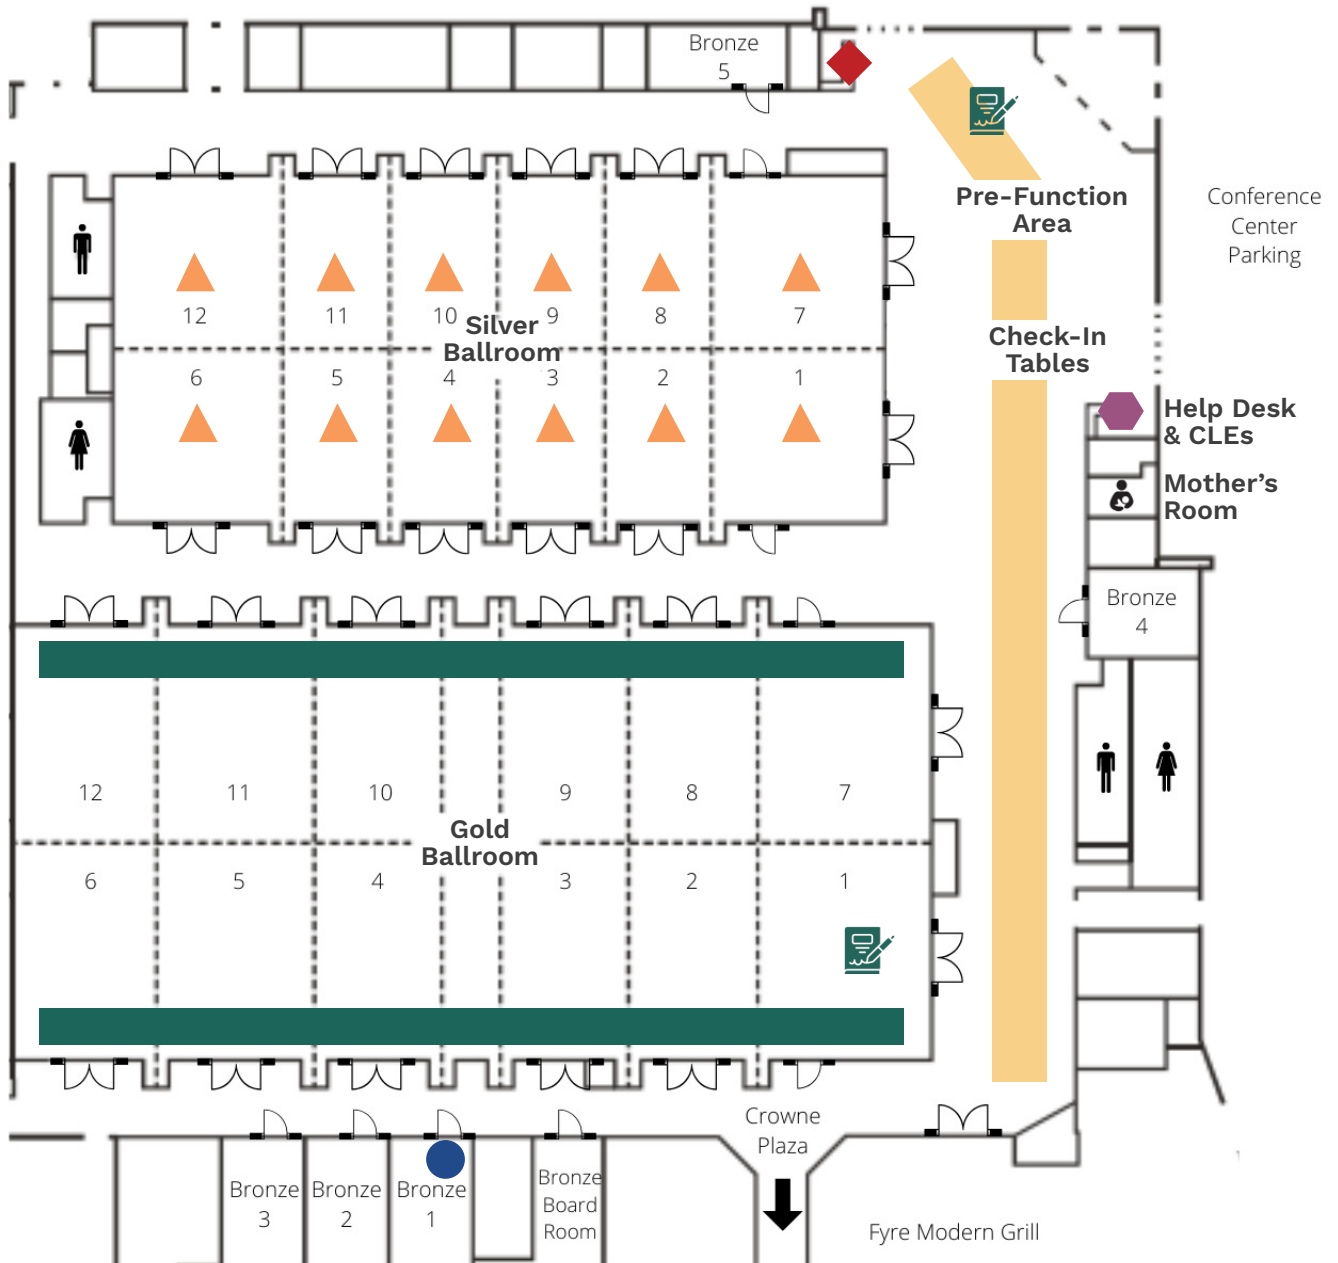 Bronze
5
Pre-Function
Area
Conference
Center
Parking
12
11
10
9
8
7
Silver
Ballroom
6
5
4
3
2
1
Check-In
Tables
Help Desk
& CLEs
Mother's
Room
Bronze
4
12
11
10
9
8
7
Gold
Ballroom
6
5
4
3
2
1
Crowne
Plaza
Bronze
3
Bronze
2
Bronze
1
Bronze
Board
Room
Fyre Modern Grill